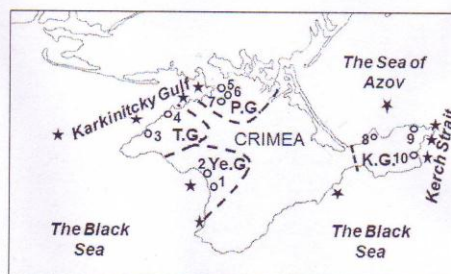 The Sea of
Azov
Karkinitcky Gulf
5
6
7
P.G.
4
3
T.G.
CRIMEA
8
9
K.G.
10
Kerch Strait
2
Ye.G
1
The Black
Sea
The Black
Sea